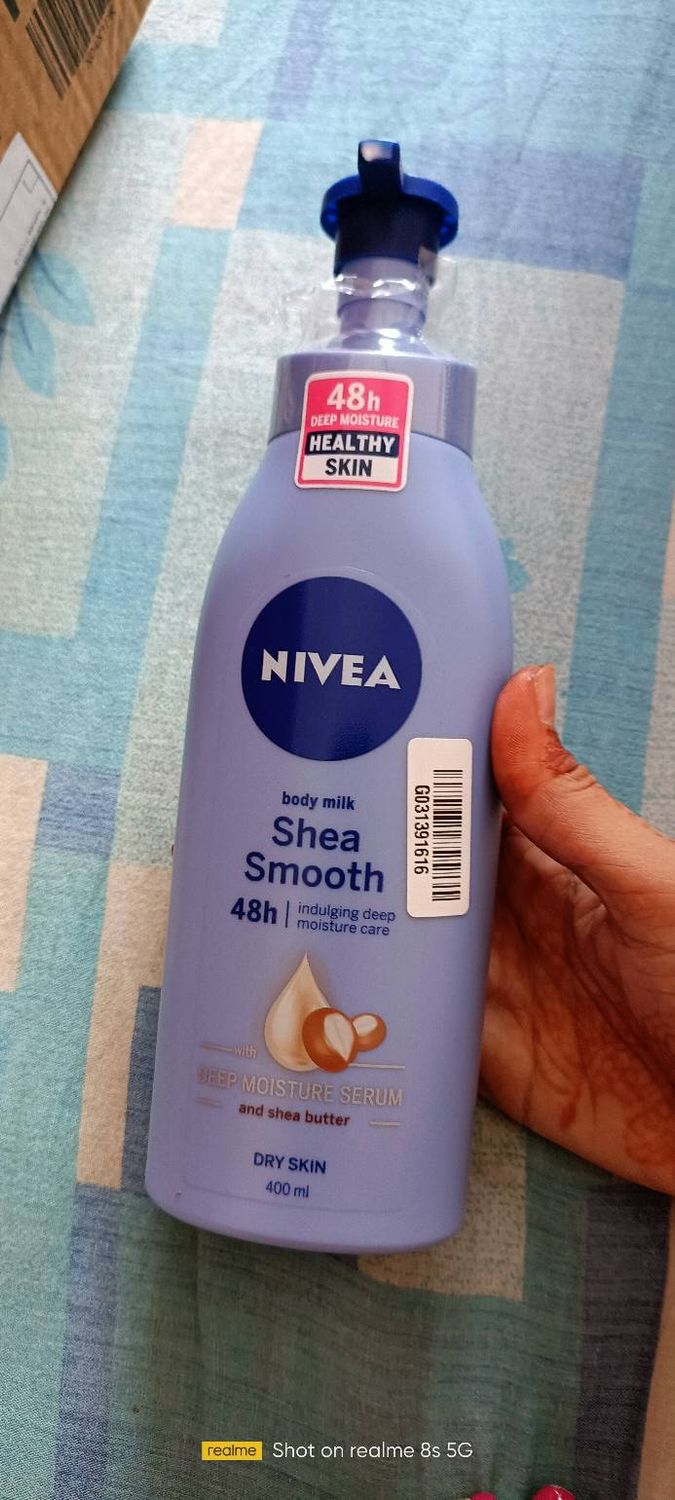 48h
DEEP MOISTURE
HEALTHY
SKIN
NIVEA
body milk
Shea
Smooth
48h
indulging deep
moisture care
G031391616
with
DEEP MOISTURE SERUM
and shea butter
DRY SKIN
400 ml
realme Shot on realme 8s 5G